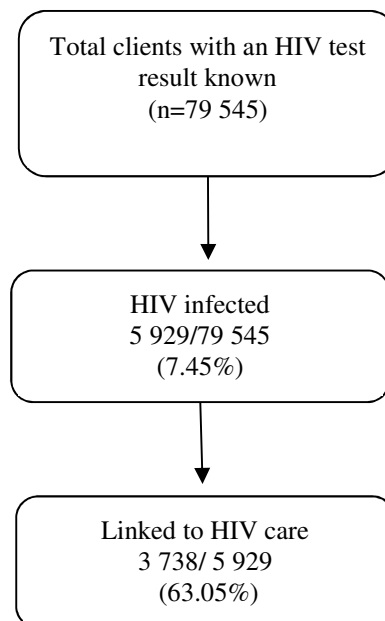 Total clients with an HIV test
result known
(n=79 545)
HIV infected
5 929/79 545
(7.45%)
Linked to HIV care
3 738/ 5 929
(63.05%)